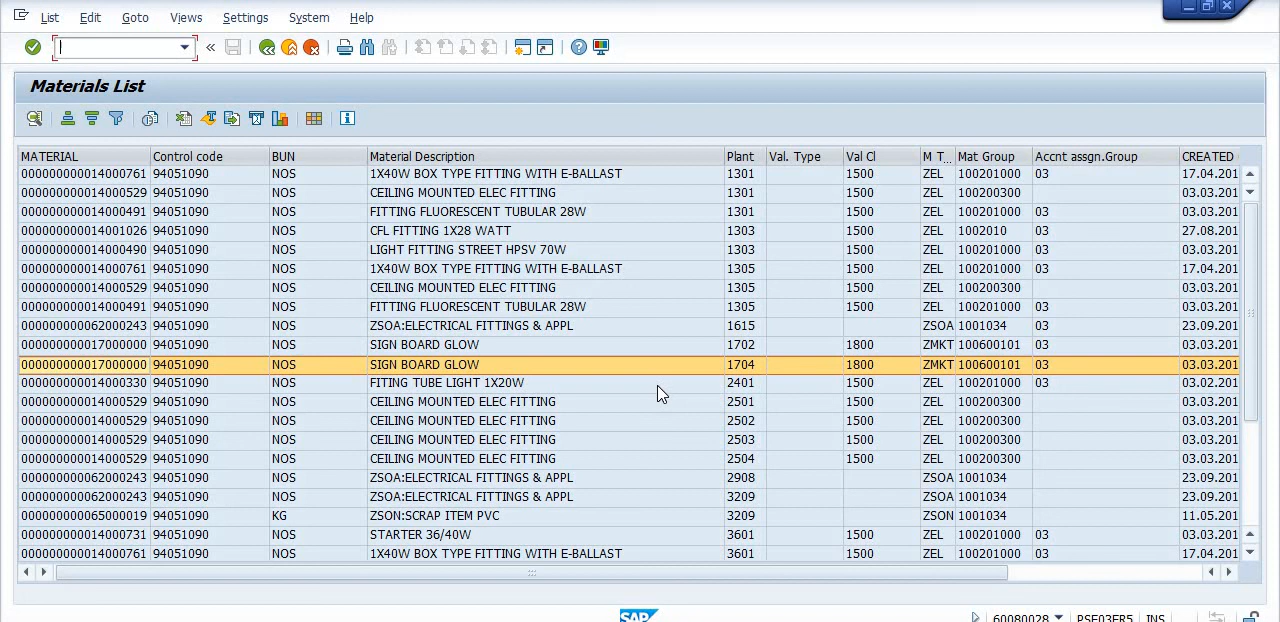 List Edit Goto Views Settings System Help
Materials List
MATERIAL Control code BUN Material Description Plant Val. Type Val Cl M T... Mat Group Accnt assgn.Group CREATED
000000000014000761 94051090 NOS 1X40W BOX TYPE FITTING WITH E-BALLAST 1301 1500 ZEL 100201000 03 17.04.201
000000000014000529 94051090 NOS CEILING MOUNTED ELEC FITTING 1301 1500 ZEL 100200300 03.03.201
000000000014000491 94051090 NOS FITTING FLUORESCENT TUBULAR 28W 1301 1500 ZEL 100201000 03 03.03.201
000000000014001026 94051090 NOS CFL FITTING 1X28 WATT 1303 1500 ZEL 1002010 03 27.08.201
000000000014000490 94051090 NOS LIGHT FITTING STREET HPSV 70W 1303 1500 ZEL 100201000 03 03.03.201
000000000014000761 94051090 NOS 1X40W BOX TYPE FITTING WITH E-BALLAST 1305 1500 ZEL 100201000 03 17.04.201
000000000014000529 94051090 NOS CEILING MOUNTED ELEC FITTING 1305 1500 ZEL 100200300 03.03.201
000000000014000491 94051090 NOS FITTING FLUORESCENT TUBULAR 28W 1305 1500 ZEL 100201000 03 03.03.201
000000000062000243 94051090 NOS ZSOA:ELECTRICAL FITTINGS & APPL 1615 ZSOA 1001034 03 23.09.201
000000000017000000 94051090 NOS SIGN BOARD GLOW 1702 1800 ZMKT 100600101 03 03.03.201
000000000017000000 94051090 NOS SIGN BOARD GLOW 1704 1800 ZMKT 100600101 03 03.03.201
000000000014000330 94051090 NOS FITING TUBE LIGHT 1X20W 2401 1500 ZEL 100201000 03 03.02.201
000000000014000529 94051090 NOS CEILING MOUNTED ELEC FITTING 2501 1500 ZEL 100200300 03.03.201
000000000014000529 94051090 NOS CEILING MOUNTED ELEC FITTING 2502 1500 ZEL 100200300 03.03.201
000000000014000529 94051090 NOS CEILING MOUNTED ELEC FITTING 2503 1500 ZEL 100200300 03.03.201
000000000014000529 94051090 NOS CEILING MOUNTED ELEC FITTING 2504 1500 ZEL 100200300 03.03.201
000000000062000243 94051090 NOS ZSOA:ELECTRICAL FITTINGS & APPL 2908 ZSOA 1001034 23.09.201
000000000062000243 94051090 NOS ZSOA:ELECTRICAL FITTINGS & APPL 3209 ZSOA 1001034 23.09.201
000000000065000019 94051090 KG ZSON:SCRAP ITEM PVC 3209 ZSON 1001034 11.05.201
000000000014000731 94051090 NOS STARTER 36/40W 3601 1500 ZEL 100201000 03 03.03.201
000000000014000761 94051090 NOS 1X40W BOX TYPE FITTING WITH E-BALLAST 3601 1500 ZEL 100201000 03 17.04.201
SAP 60080028 PSE03ER5 INS